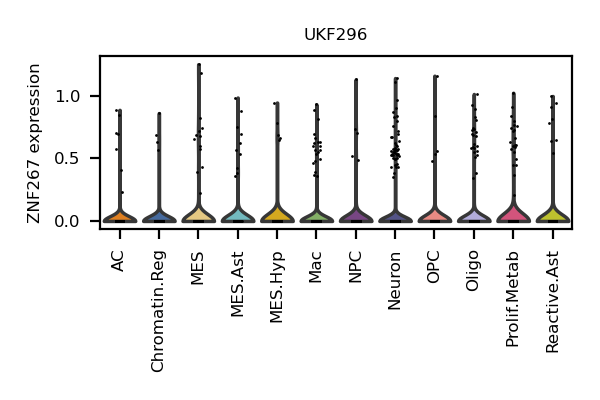 UKF296
ZNF267 expression
1.0
0.5
0.0
AC
Chromatin.Reg
MES
MES.Ast
MES.Hyp
Mac
NPC
Neuron
OPC
Oligo
Prolif.Metab
Reactive.Ast